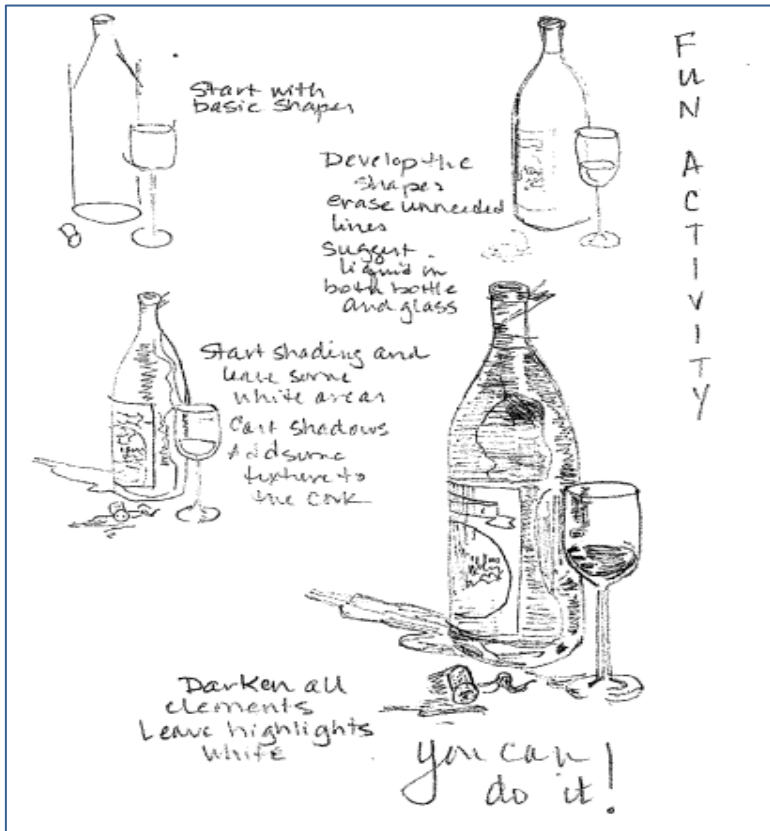 Start with
basic shapes
Develop the
shapes
erase unneeded
lines
suggest
liquid in
both bottle
and glass
Start shading and
leave some
white areas
Cast shadows
Add some
texture to
the cork
Darken all
elements
Leave highlights
white
you can
do it!
FUN ACTIVITY